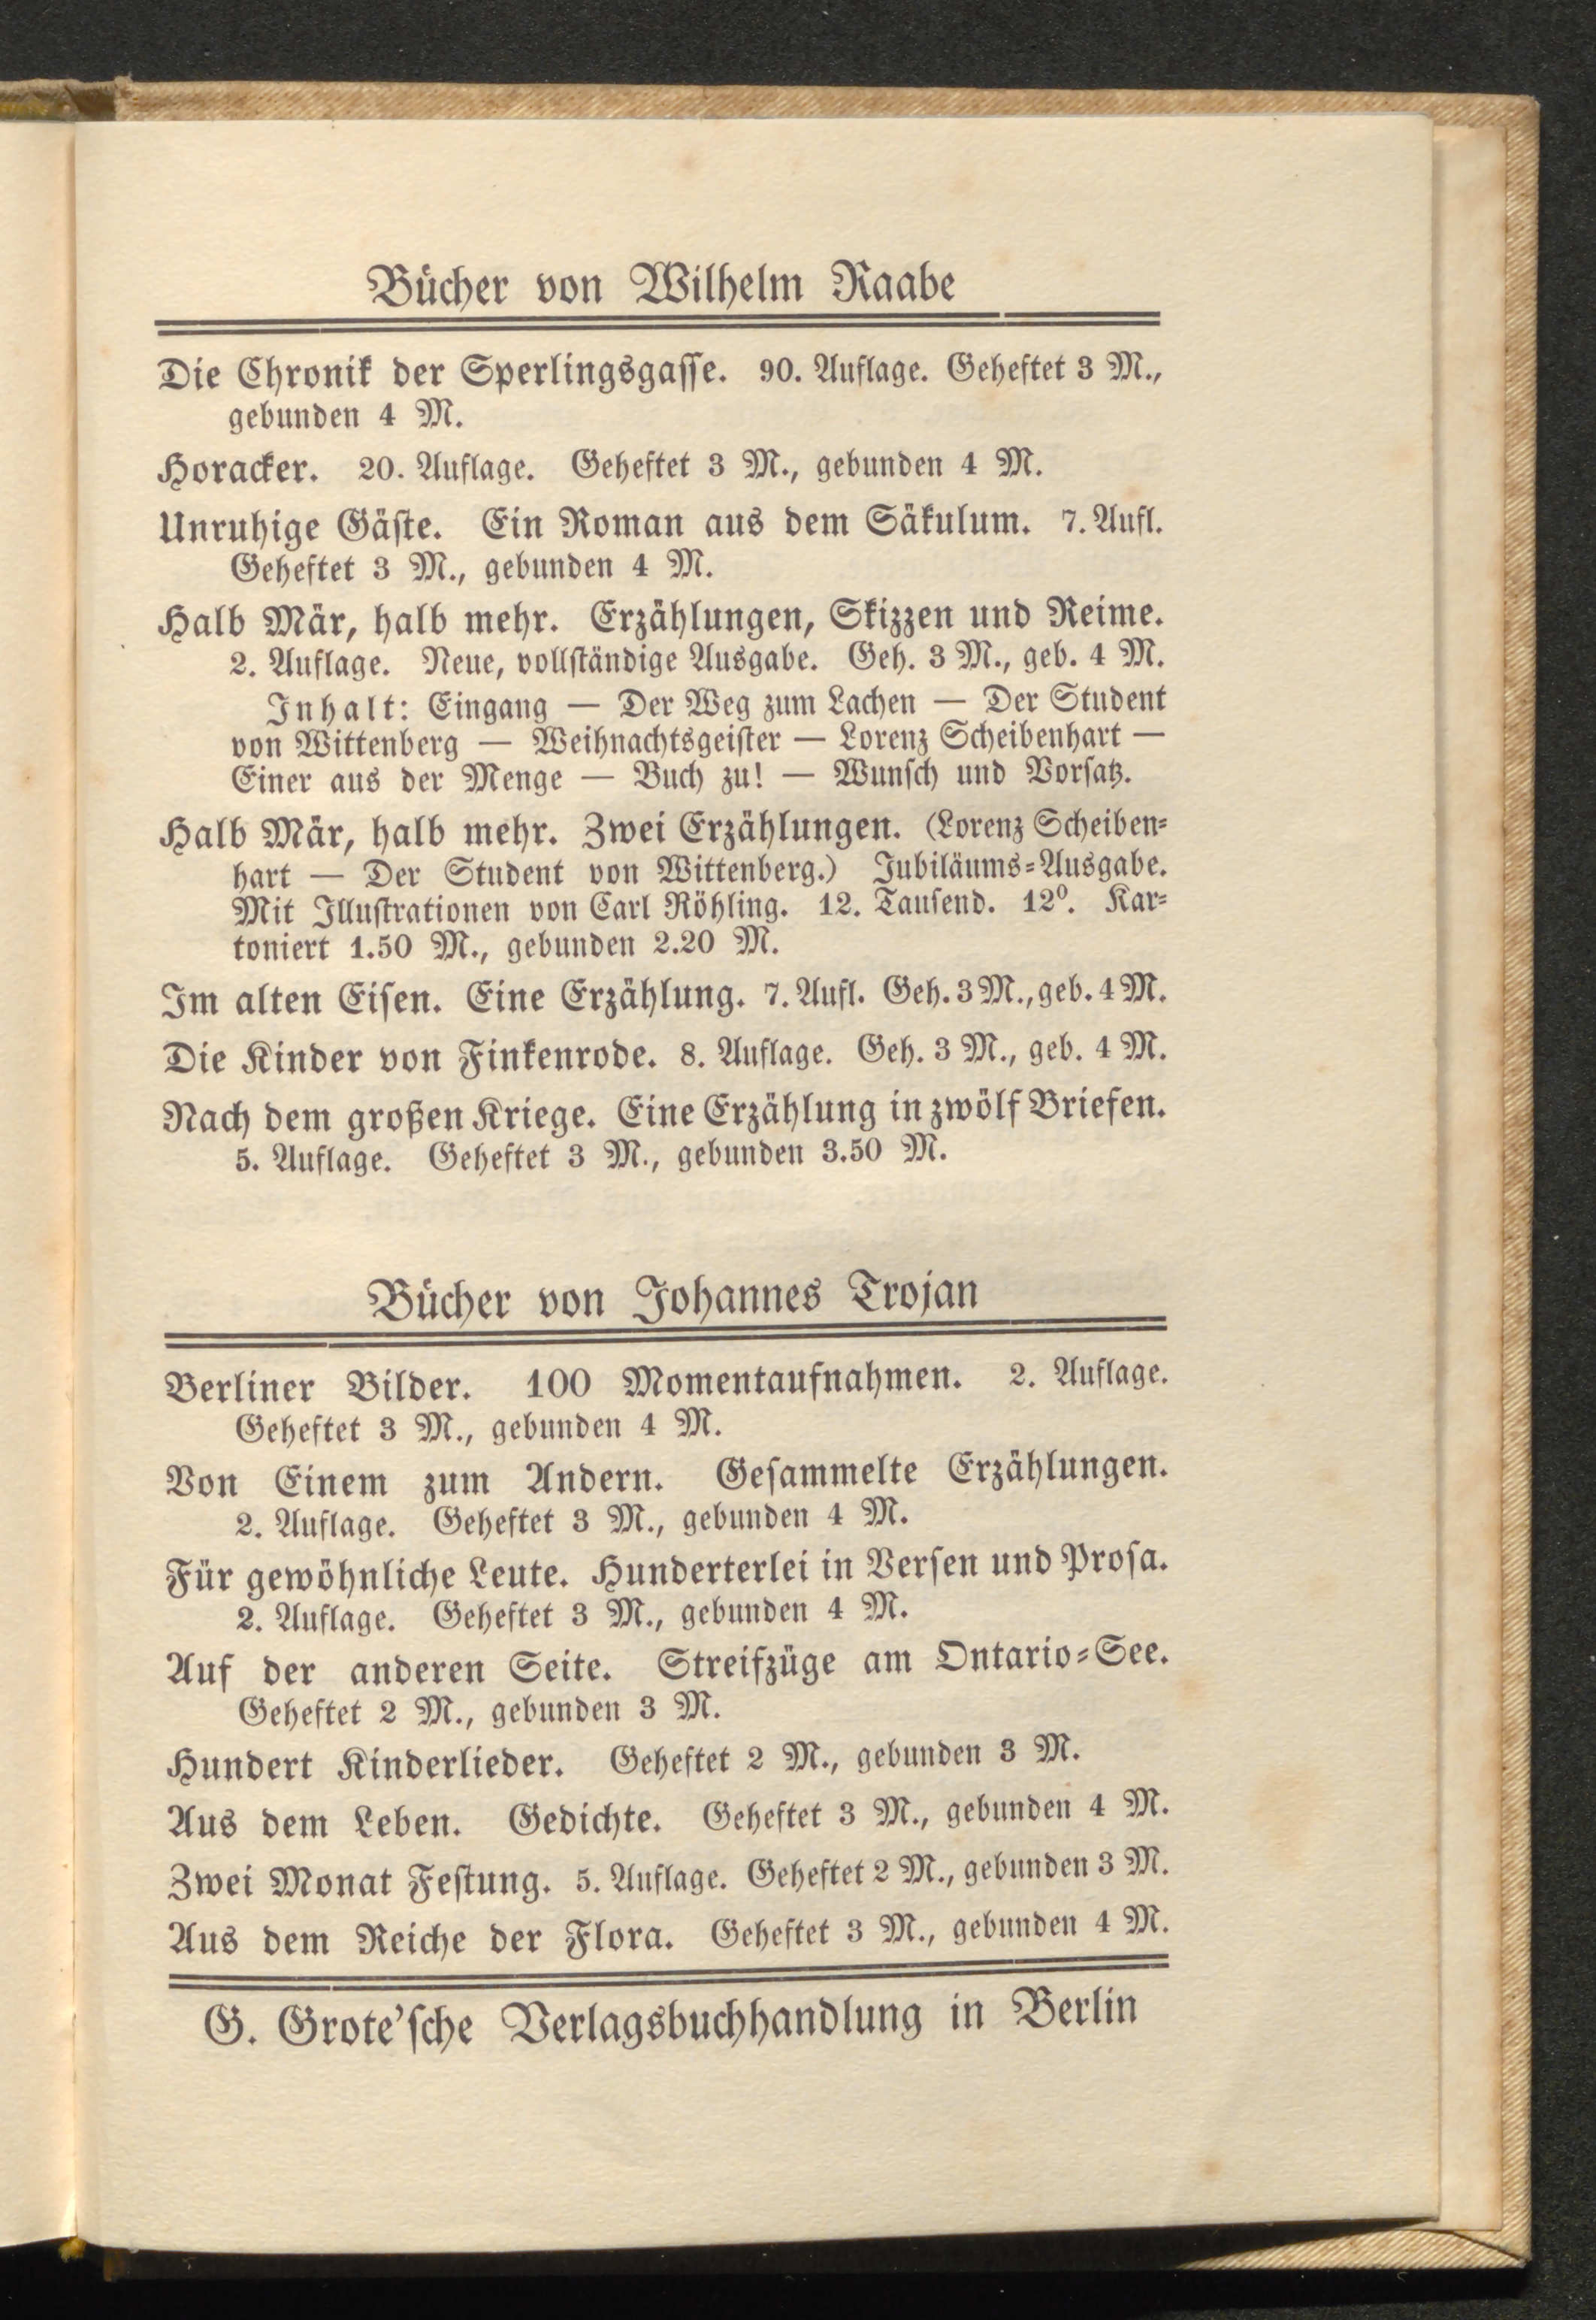 Bücher von Wilhelm Raabe
Die Chronik der Sperlingsgaſſe. 90. Auflage. Geheftet 3 M.,
gebunden 4 M.
Horacker. 20. Auflage. Geheftet 3 M., gebunden 4 M.
Unruhige Gäſte. Ein Roman aus dem Säkulum. 7. Aufl.
Geheftet 3 M., gebunden 4 M.
Halb Mär, halb mehr. Erzählungen, Skizzen und Reime.
2. Auflage. Neue, vollſtändige Ausgabe. Geh. 3 M., geb. 4 M.
Inhalt: Eingang — Der Weg zum Lachen — Der Student
von Wittenberg — Weihnachtsgeiſter — Lorenz Scheibenhart —
Einer aus der Menge — Buch zu! — Wunſch und Vorſatz.
Halb Mär, halb mehr. Zwei Erzählungen. (Lorenz Scheiben-
hart — Der Student von Wittenberg.) Jubiläums-Ausgabe.
Mit Illuſtrationen von Carl Röhling. 12. Tauſend. 12⁰. Kar-
toniert 1.50 M., gebunden 2.20 M.
Im alten Eiſen. Eine Erzählung. 7. Aufl. Geh. 3 M., geb. 4 M.
Die Kinder von Finkenrode. 8. Auflage. Geh. 3 M., geb. 4 M.
Nach dem großen Kriege. Eine Erzählung in zwölf Briefen.
5. Auflage. Geheftet 3 M., gebunden 3.50 M.
Bücher von Johannes Trojan
Berliner Bilder. 100 Momentaufnahmen. 2. Auflage.
Geheftet 3 M., gebunden 4 M.
Von Einem zum Andern. Geſammelte Erzählungen.
2. Auflage. Geheftet 3 M., gebunden 4 M.
Für gewöhnliche Leute. Hunderterlei in Verſen und Proſa.
2. Auflage. Geheftet 3 M., gebunden 4 M.
Auf der anderen Seite. Streifzüge am Ontario-See.
Geheftet 2 M., gebunden 3 M.
Hundert Kinderlieder. Geheftet 2 M., gebunden 3 M.
Aus dem Leben. Gedichte. Geheftet 3 M., gebunden 4 M.
Zwei Monat Feſtung. 5. Auflage. Geheftet 2 M., gebunden 3 M.
Aus dem Reiche der Flora. Geheftet 3 M., gebunden 4 M.
G. Grote’ſche Verlagsbuchhandlung in Berlin